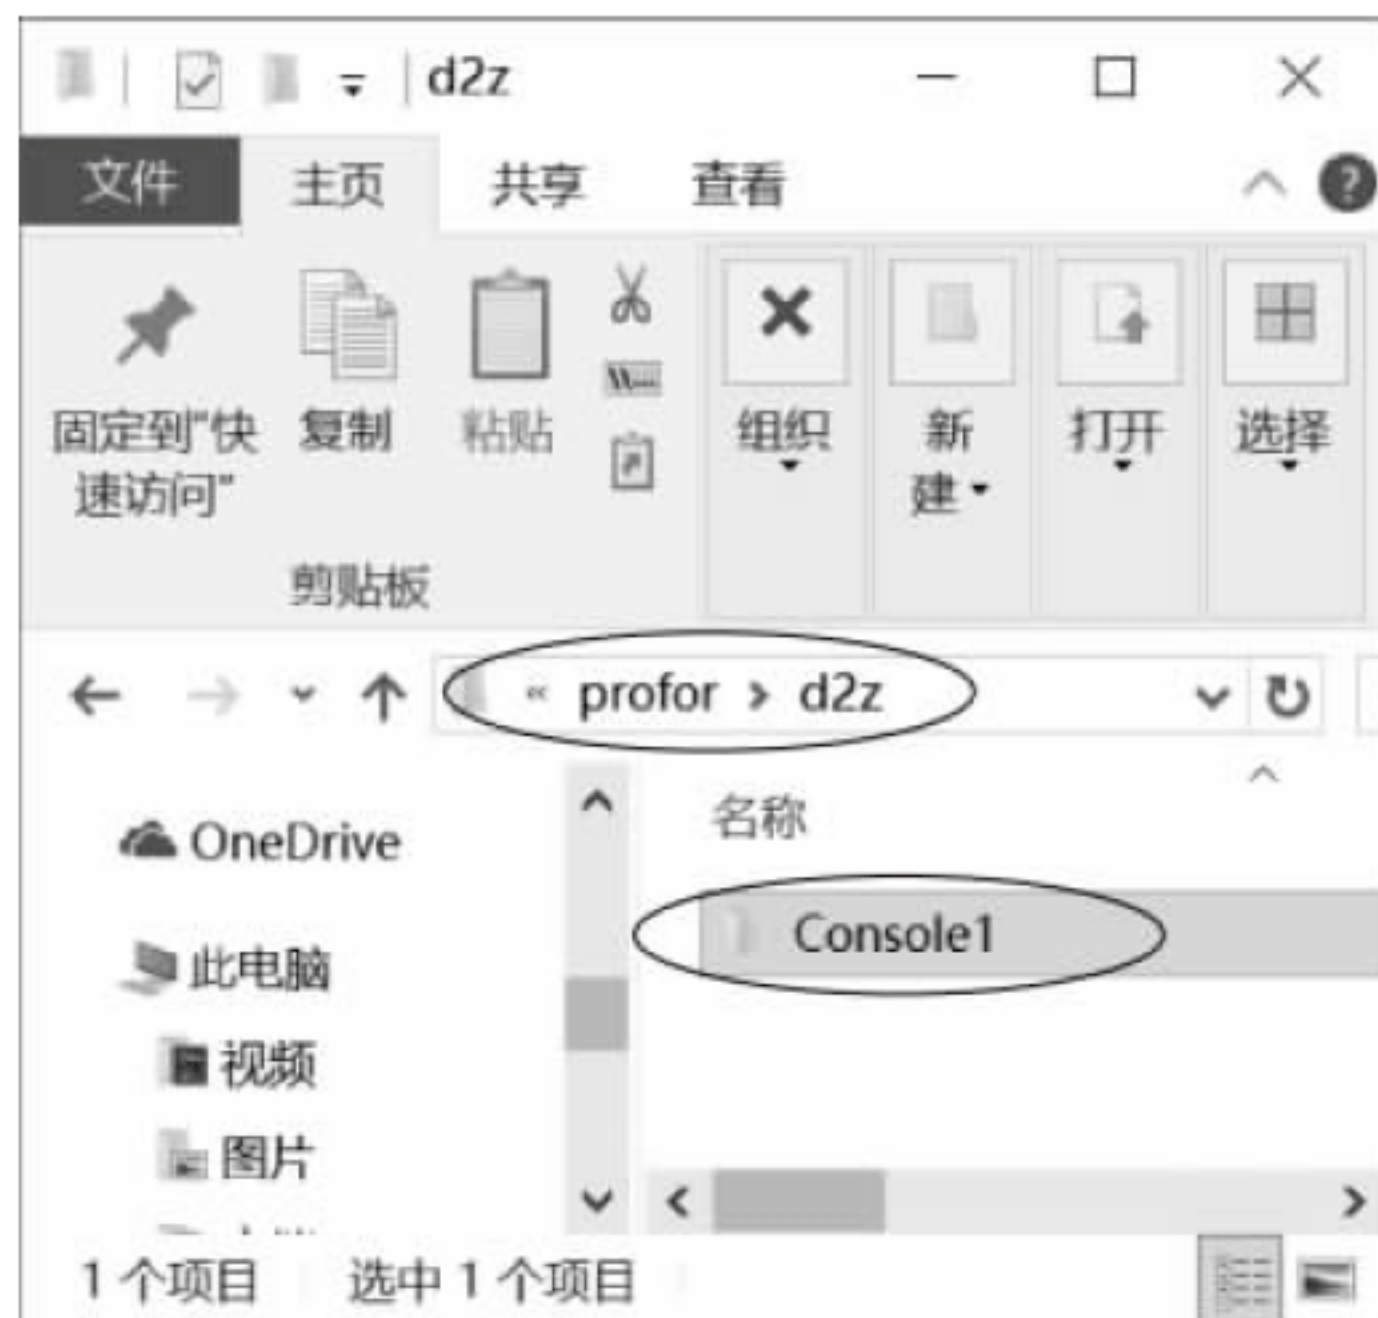 d2z
文件 主页 共享 查看
固定到"快速访问" 复制 粘贴 组织 新建 打开 选择
剪贴板
« profor › d2z
名称
OneDrive
Console1
此电脑
视频
图片
1 个项目 选中 1 个项目